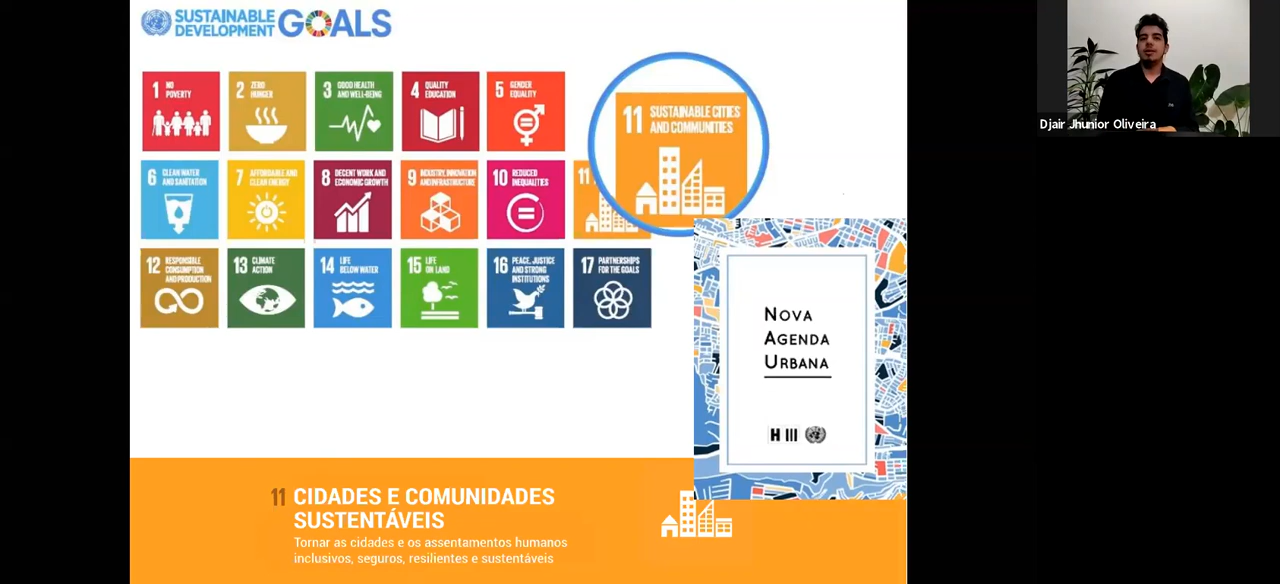 SUSTAINABLE
DEVELOPMENT GOALS
1 NO
POVERTY
2 ZERO
HUNGER
3 GOOD HEALTH
AND WELL-BEING
4 QUALITY
EDUCATION
5 GENDER
EQUALITY
11 SUSTAINABLE CITIES
AND COMMUNITIES
6 CLEAN WATER
AND SANITATION
7 AFFORDABLE AND
CLEAN ENERGY
8 DECENT WORK AND
ECONOMIC GROWTH
9 INDUSTRY, INNOVATION
AND INFRASTRUCTURE
10 REDUCED
INEQUALITIES
11
12 RESPONSIBLE
CONSUMPTION
AND PRODUCTION
13 CLIMATE
ACTION
14 LIFE
BELOW WATER
15 LIFE
ON LAND
16 PEACE, JUSTICE
AND STRONG
INSTITUTIONS
17 PARTNERSHIPS
FOR THE GOALS
NOVA
AGENDA
URBANA
H III
11 CIDADES E COMUNIDADES
SUSTENTÁVEIS
Tornar as cidades e os assentamentos humanos
inclusivos, seguros, resilientes e sustentáveis
Djair Jhunior Oliveira